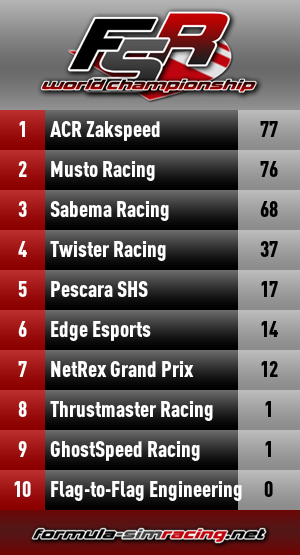 FSR
world championship
1 ACR Zakspeed 77
2 Musto Racing 76
3 Sabema Racing 68
4 Twister Racing 37
5 Pescara SHS 17
6 Edge Esports 14
7 NetRex Grand Prix 12
8 Thrustmaster Racing 1
9 GhostSpeed Racing 1
10 Flag-to-Flag Engineering 0
formula-simracing.net